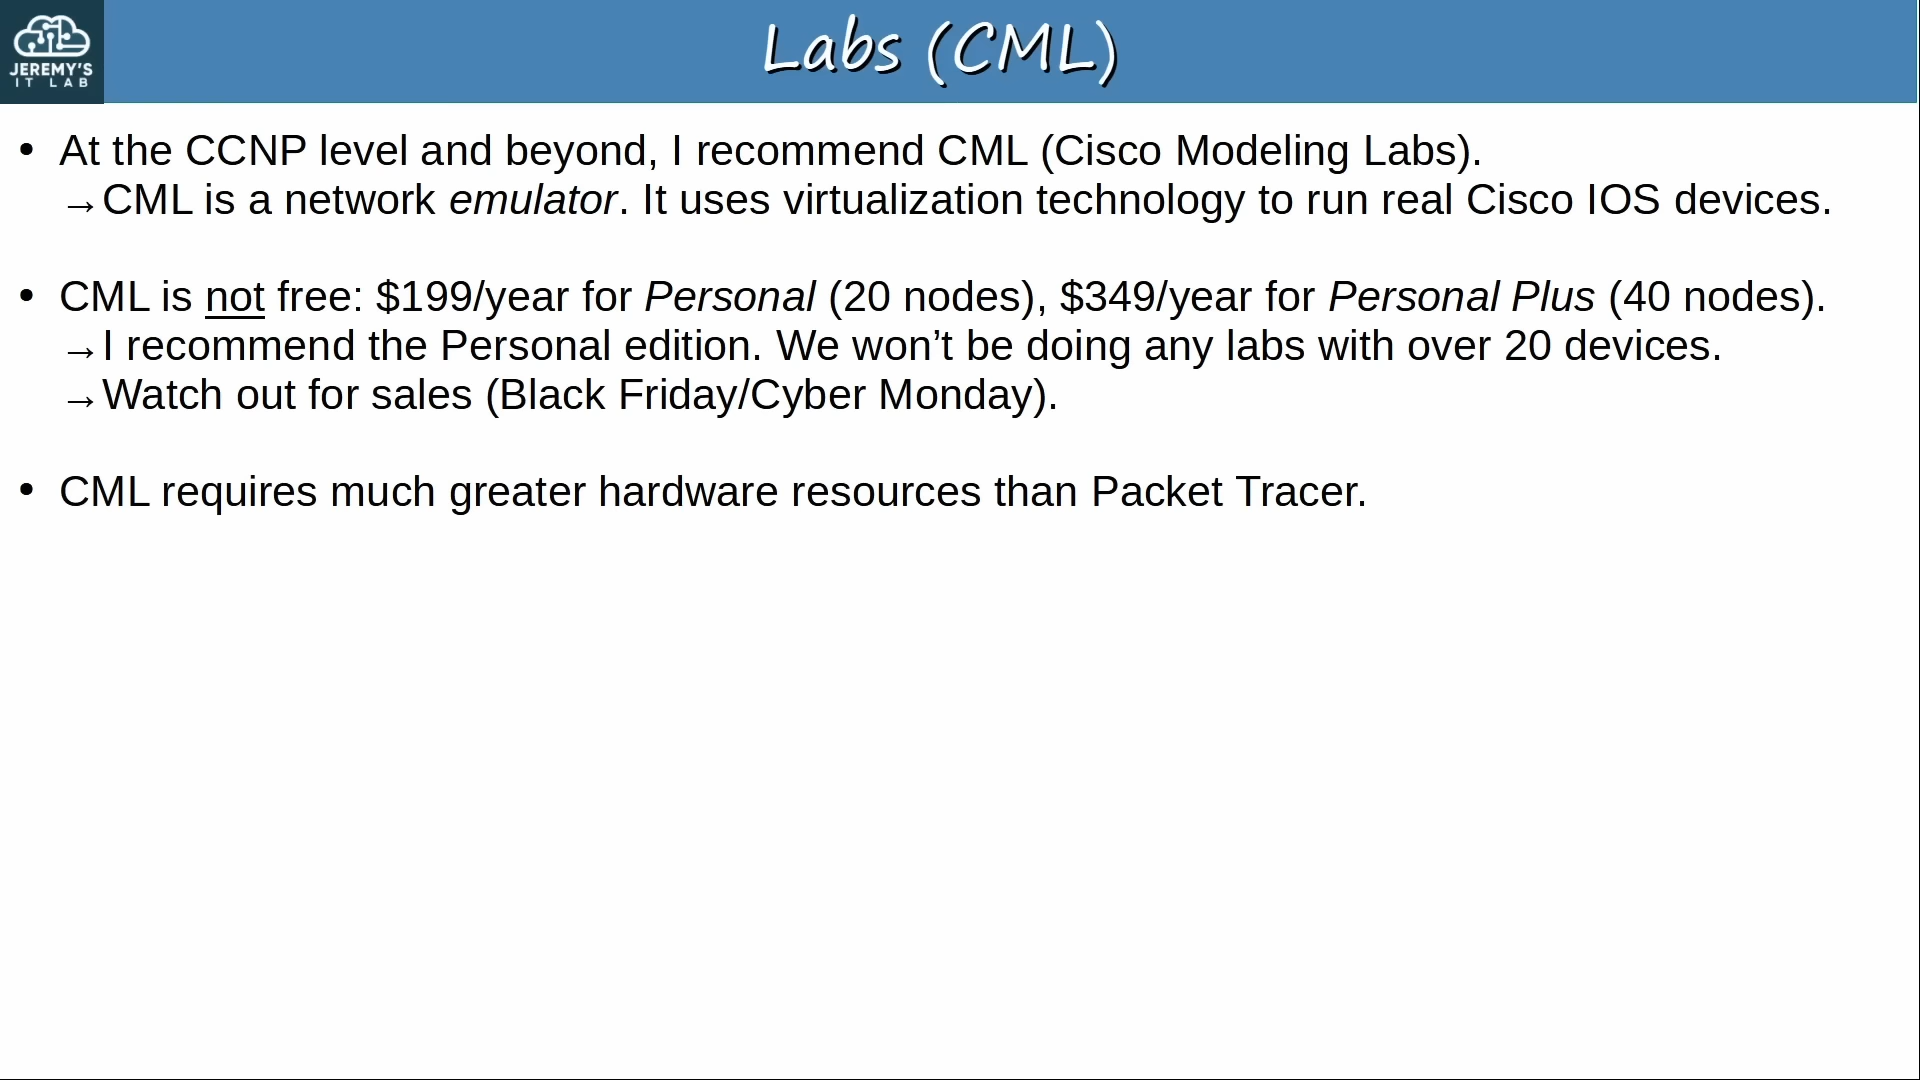 JEREMY'S
IT LAB
Labs (CML)
• At the CCNP level and beyond, I recommend CML (Cisco Modeling Labs).
→CML is a network emulator. It uses virtualization technology to run real Cisco IOS devices.
• CML is not free: $199/year for Personal (20 nodes), $349/year for Personal Plus (40 nodes).
→I recommend the Personal edition. We won’t be doing any labs with over 20 devices.
→Watch out for sales (Black Friday/Cyber Monday).
• CML requires much greater hardware resources than Packet Tracer.